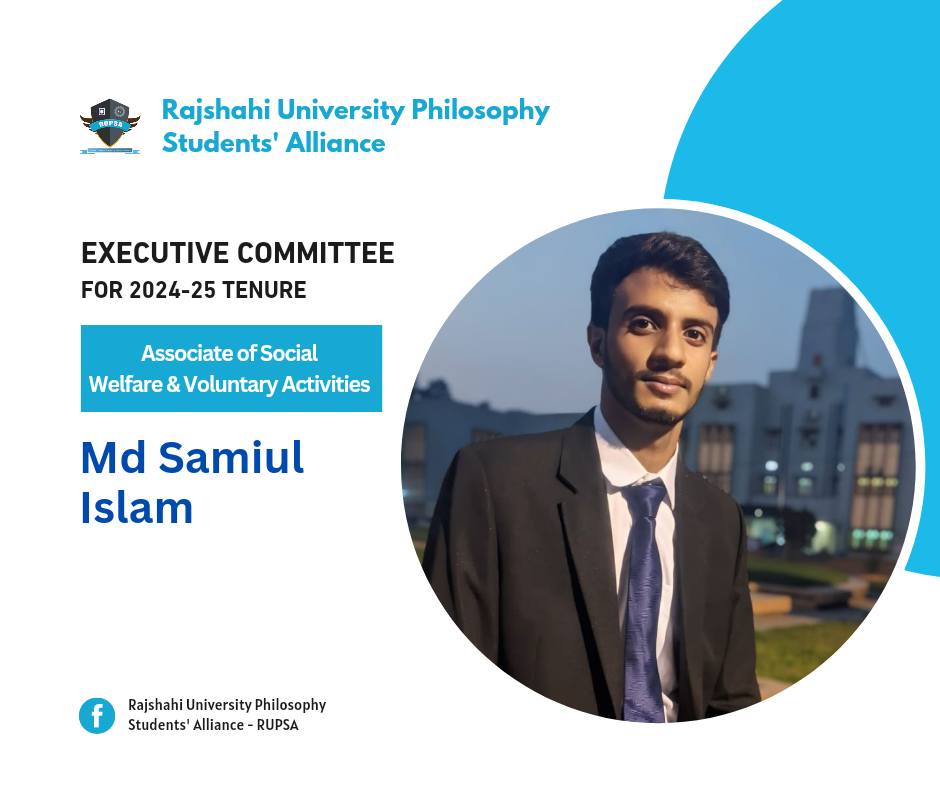 RUPSA
Rajshahi University Philosophy
Students' Alliance
EXECUTIVE COMMITTEE
FOR 2024-25 TENURE
Associate of Social
Welfare & Voluntary Activities
Md Samiul
Islam
Rajshahi University Philosophy
Students' Alliance - RUPSA